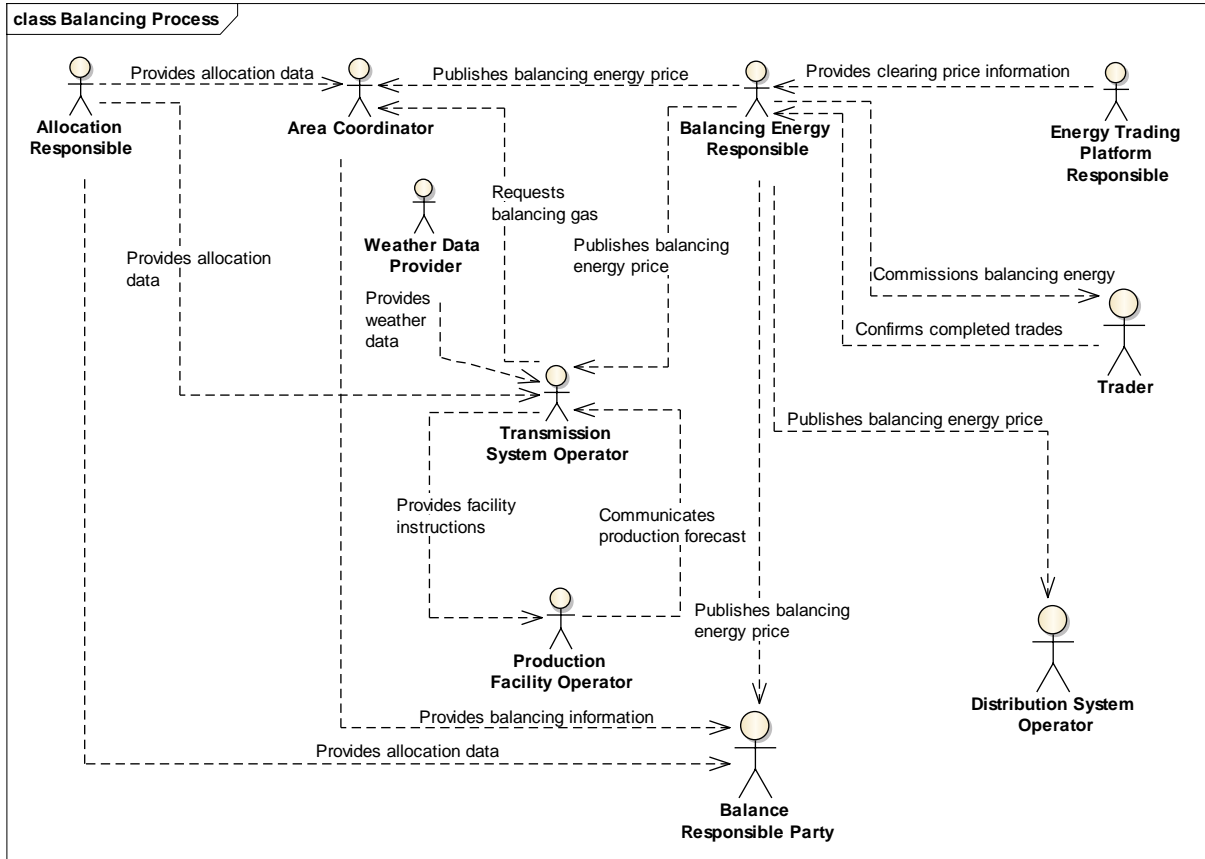 class Balancing Process
Provides allocation data
Publishes balancing energy price
Provides clearing price information
Allocation
Responsible
Area Coordinator
Balancing Energy
Responsible
Energy Trading
Platform
Responsible
Weather Data
Provider
Requests
balancing gas
Provides allocation
data
Publishes balancing
energy price
Commissions balancing energy
Provides
weather
data
Confirms completed trades
Trader
Transmission
System Operator
Publishes balancing energy price
Provides facility
instructions
Communicates
production forecast
Publishes balancing
energy price
Production
Facility Operator
Distribution System
Operator
Provides balancing information
Provides allocation data
Balance
Responsible Party